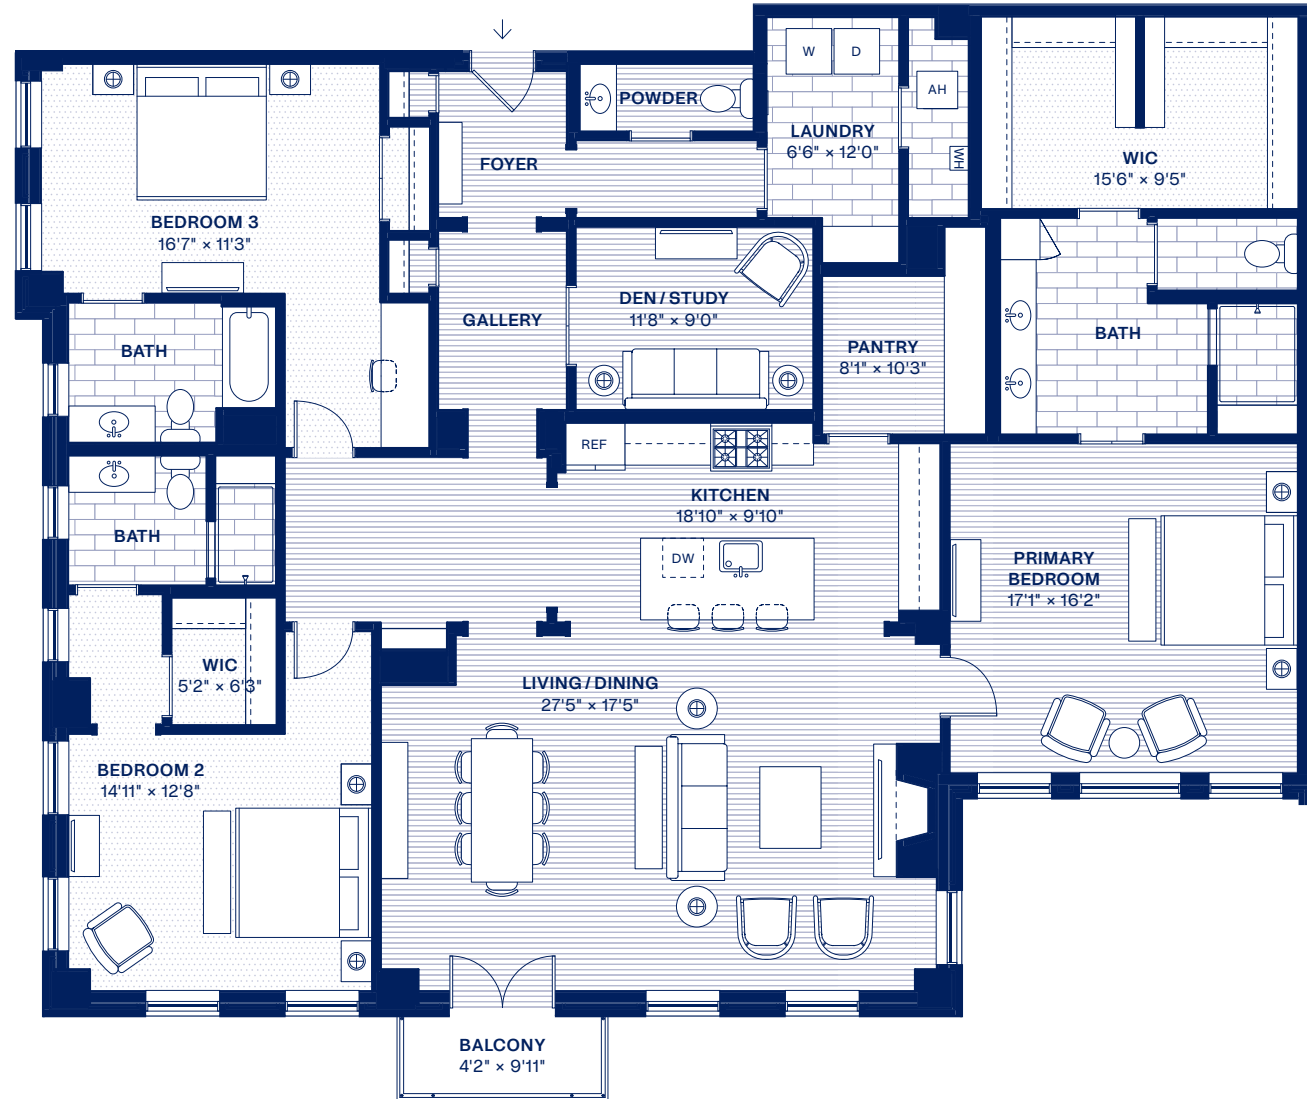 W
D
AH
WH
POWDER
LAUNDRY
6'6" × 12'0"
FOYER
WIC
15'6" × 9'5"
BEDROOM 3
16'7" × 11'3"
DEN / STUDY
11'8" × 9'0"
GALLERY
BATH
PANTRY
8'1" × 10'3"
BATH
REF
KITCHEN
18'10" × 9'10"
BATH
DW
PRIMARY
BEDROOM
17'1" × 16'2"
WIC
5'2" × 6'3"
LIVING / DINING
27'5" × 17'5"
BEDROOM 2
14'11" × 12'8"
BALCONY
4'2" × 9'11"